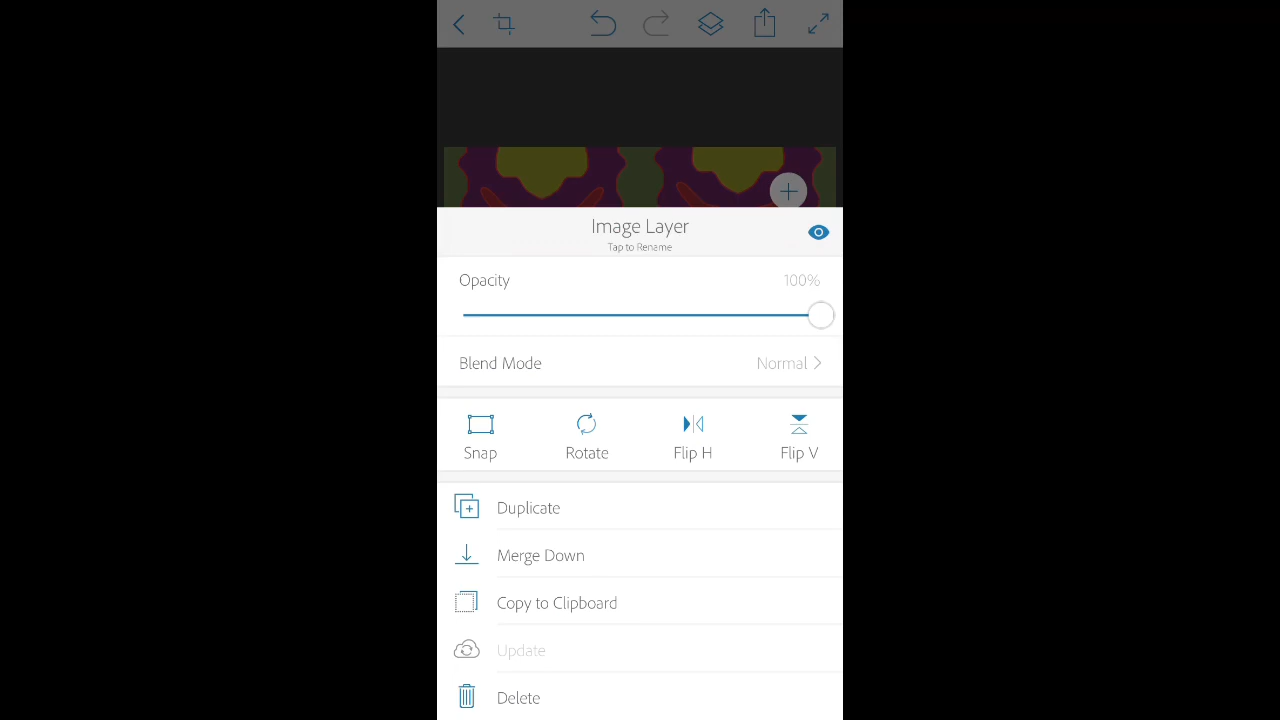 Image Layer
Tap to Rename
Opacity 100%
Blend Mode Normal
Snap Rotate Flip H Flip V
Duplicate
Merge Down
Copy to Clipboard
Update
Delete